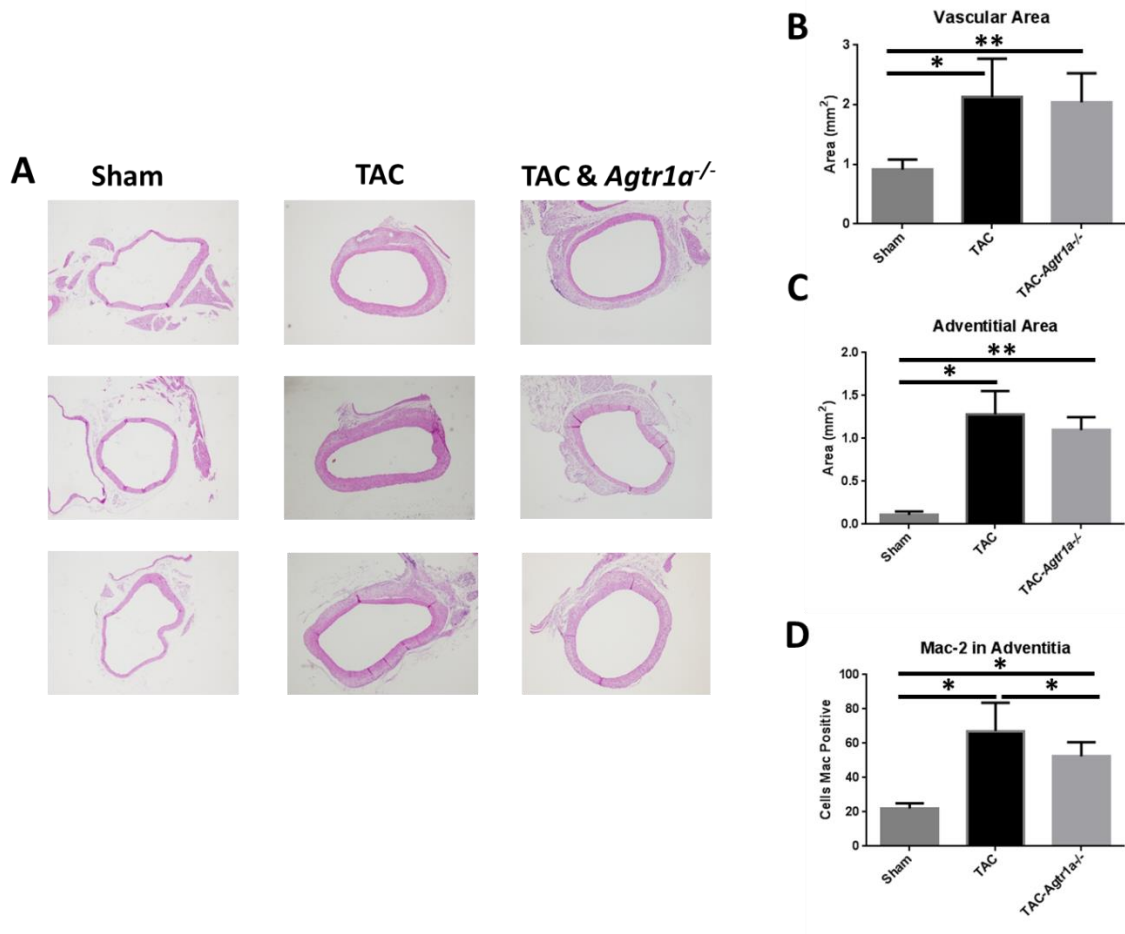 A
Sham
TAC
TAC & Agtr1a-/-
B
Vascular Area
**
*
Area (mm2)
3
2
1
0
Sham
TAC
TAC-Agtr1a-/-
C
Adventitial Area
**
*
Area (mm2)
2.0
1.5
1.0
0.5
0.0
Sham
TAC
TAC-Agtr1a-/-
D
Mac-2 in Adventitia
*
* *
Cells Mac Positive
100
80
60
40
20
0
Sham
TAC
TAC-Agtr1a-/-